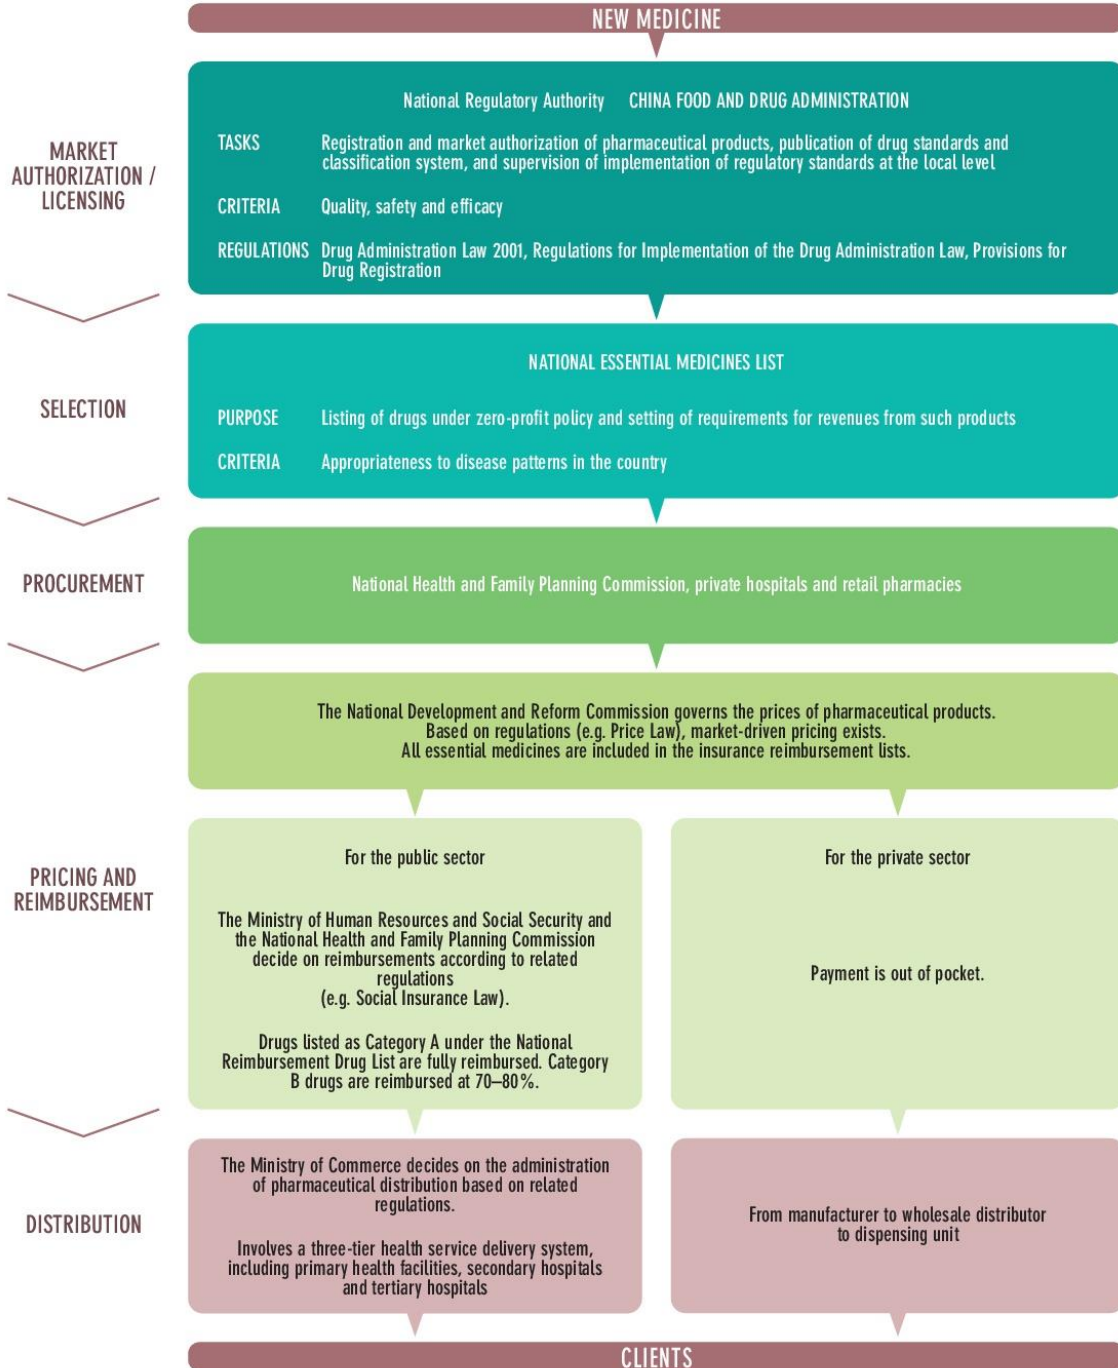 NEW MEDICINE
MARKET
AUTHORIZATION /
LICENSING
National Regulatory Authority CHINA FOOD AND DRUG ADMINISTRATION
TASKS Registration and market authorization of pharmaceutical products, publication of drug standards and
classification system, and supervision of implementation of regulatory standards at the local level
CRITERIA Quality, safety and efficacy
REGULATIONS Drug Administration Law 2001, Regulations for Implementation of the Drug Administration Law, Provisions for
Drug Registration
SELECTION
NATIONAL ESSENTIAL MEDICINES LIST
PURPOSE Listing of drugs under zero-profit policy and setting of requirements for revenues from such products
CRITERIA Appropriateness to disease patterns in the country
PROCUREMENT
National Health and Family Planning Commission, private hospitals and retail pharmacies
PRICING AND
REIMBURSEMENT
The National Development and Reform Commission governs the prices of pharmaceutical products.
Based on regulations (e.g. Price Law), market-driven pricing exists.
All essential medicines are included in the insurance reimbursement lists.
For the public sector
The Ministry of Human Resources and Social Security and
the National Health and Family Planning Commission
decide on reimbursements according to related
regulations
(e.g. Social Insurance Law).
Drugs listed as Category A under the National
Reimbursement Drug List are fully reimbursed. Category
B drugs are reimbursed at 70–80%.
For the private sector
Payment is out of pocket.
DISTRIBUTION
The Ministry of Commerce decides on the administration
of pharmaceutical distribution based on related
regulations.
Involves a three-tier health service delivery system,
including primary health facilities, secondary hospitals
and tertiary hospitals
From manufacturer to wholesale distributor
to dispensing unit
CLIENTS